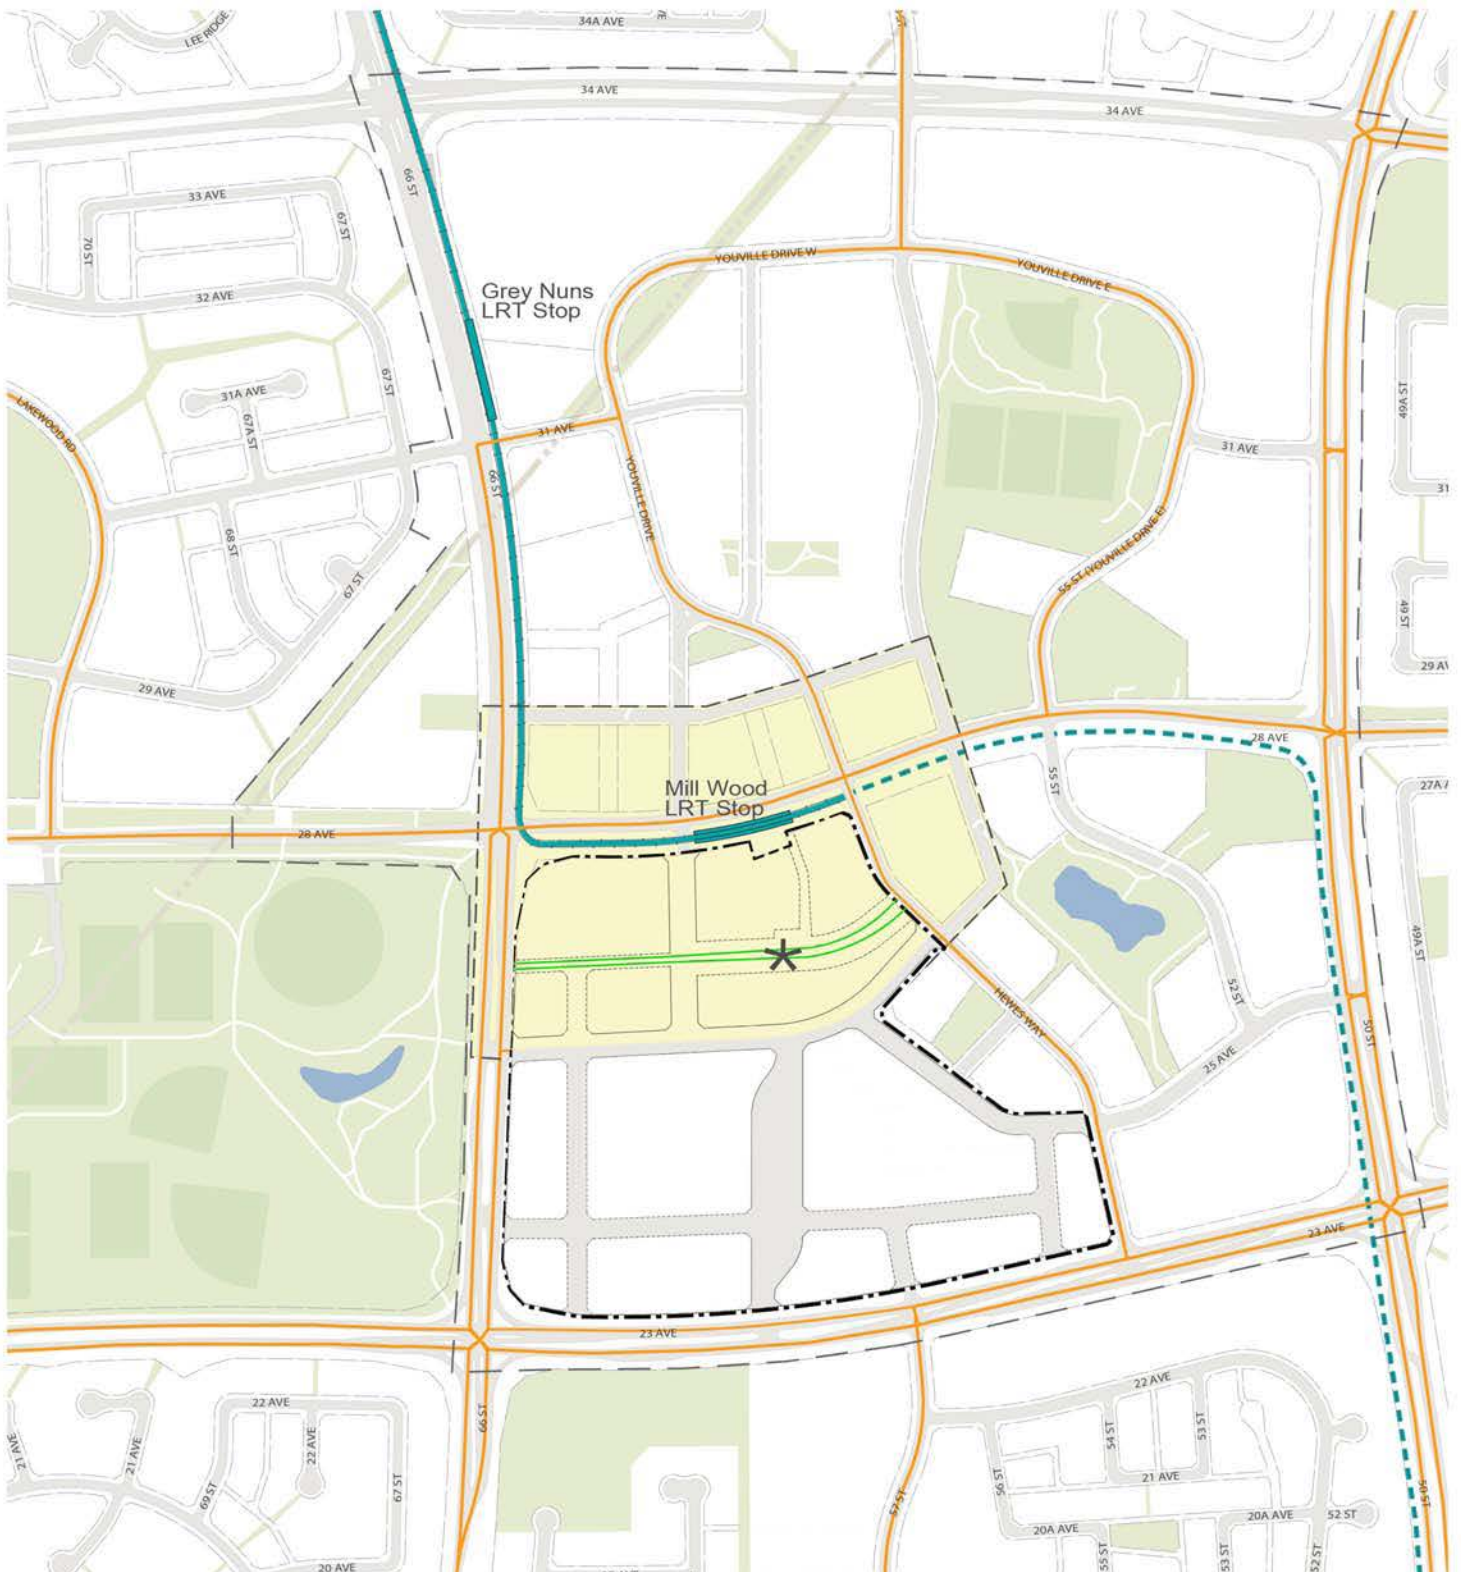 LEE RIDGE
34A AVE
34 AVE
34 AVE
66 ST
33 AVE
67 ST
70 ST
YOUVILLE DRIVE W
YOUVILLE DRIVE E
32 AVE
Grey Nuns
LRT Stop
67 ST
31A AVE
49A ST
LAKEWOOD RD
67A ST
31 AVE
31 AVE
66 ST
YOUVILLE DRIVE
31
68 ST
55 ST (YOUVILLE DRIVE E)
67 ST
49 ST
29 AVE
29 AV
28 AVE
55 ST
Mill Wood
LRT Stop
27A A
28 AVE
49A ST
52 ST
HEWES WAY
50 ST
25 AVE
23 AVE
23 AVE
22 AVE
22 AVE
66 ST
21 AVE
21 AVE
22 AVE
54 ST
53 ST
69 ST
67 ST
56 ST
21 AVE
57 ST
50 ST
20A AVE
20A AVE
52 ST
20 AVE
55 ST
53 ST
52 ST